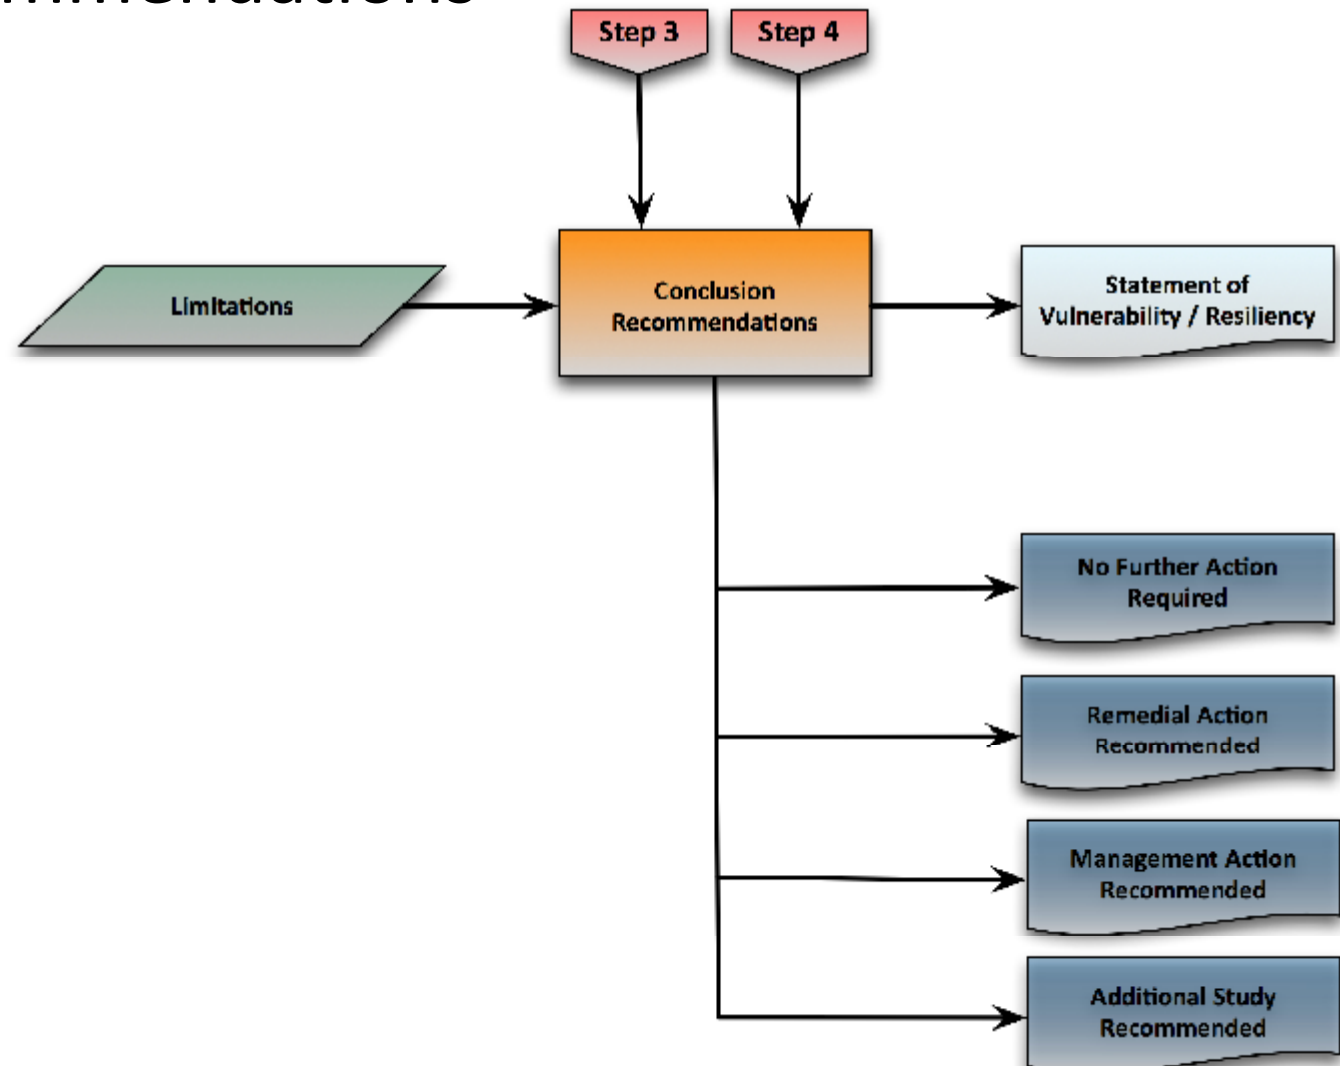 Step 3
Step 4
Limitations
Conclusion
Recommendations
Statement of
Vulnerability / Resiliency
No Further Action
Required
Remedial Action
Recommended
Management Action
Recommended
Additional Study
Recommended